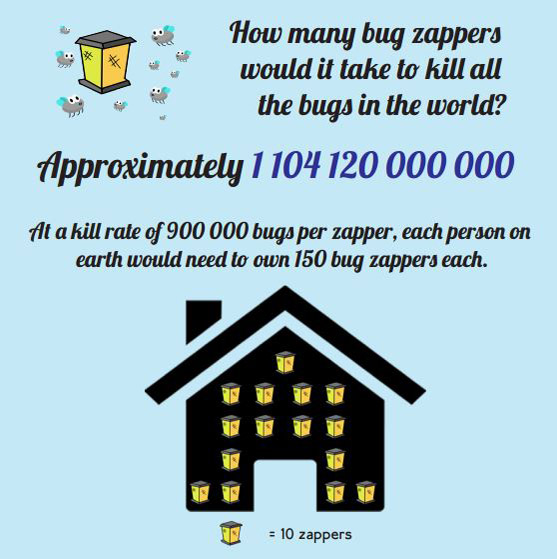 How many bug zappers
would it take to kill all
the bugs in the world?
Approximately 1 104 120 000 000
At a kill rate of 900 000 bugs per zapper, each person on
earth would need to own 150 bug zappers each.
= 10 zappers